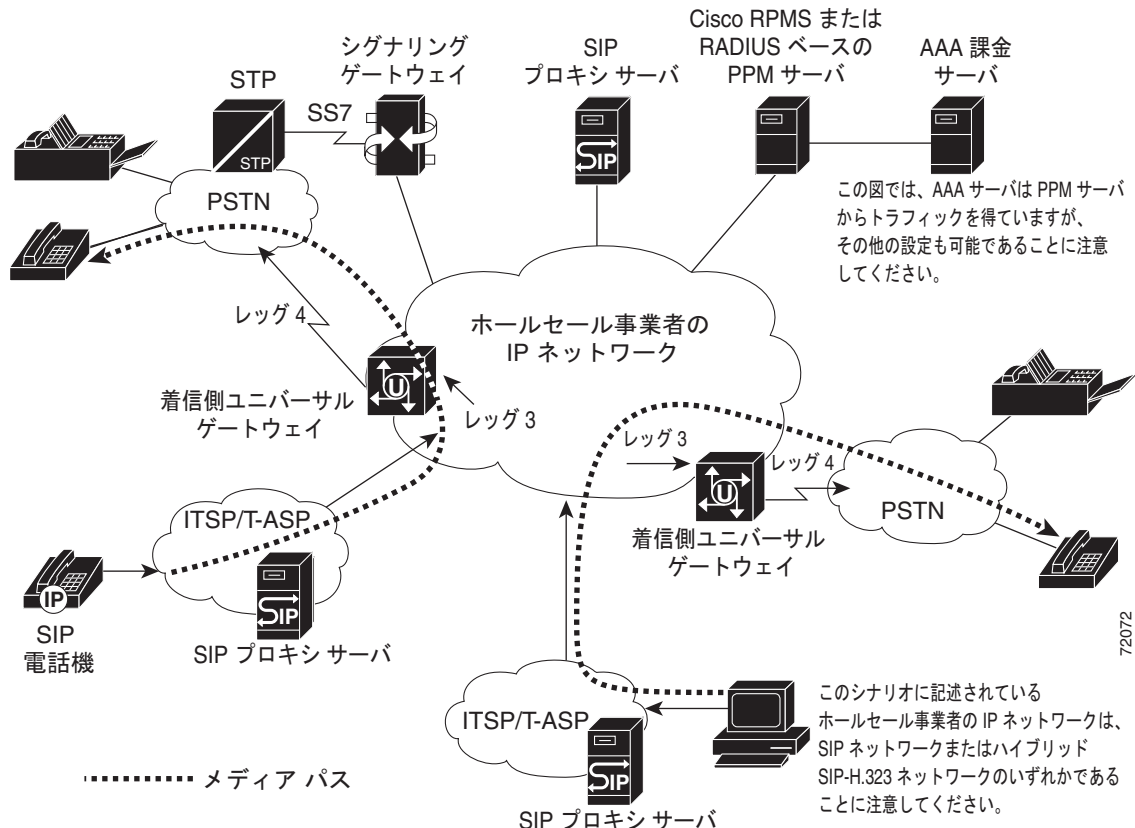 Cisco RPMS または
RADIUS ベースの
PPM サーバ
AAA 課金
サーバ
SIP
プロキシ サーバ
シグナリング
ゲートウェイ
STP
SS7
STP
SIP
PSTN
この図では、AAA サーバは PPM サーバ
からトラフィックを得ていますが、
その他の設定も可能であることに注意
してください。
レッグ 4
ホールセール事業者の
IP ネットワーク
U
着信側ユニバーサル
ゲートウェイ
レッグ 3
レッグ 3
レッグ 4
U
PSTN
着信側ユニバーサル
ゲートウェイ
ITSP/T-ASP
SIP
IP
SIP
電話機
SIP プロキシ サーバ
72072
ITSP/T-ASP
SIP
SIP プロキシ サーバ
このシナリオに記述されている
ホールセール事業者の IP ネットワークは、
SIP ネットワークまたはハイブリッド
SIP-H.323 ネットワークのいずれかである
ことに注意してください。
メディア パス